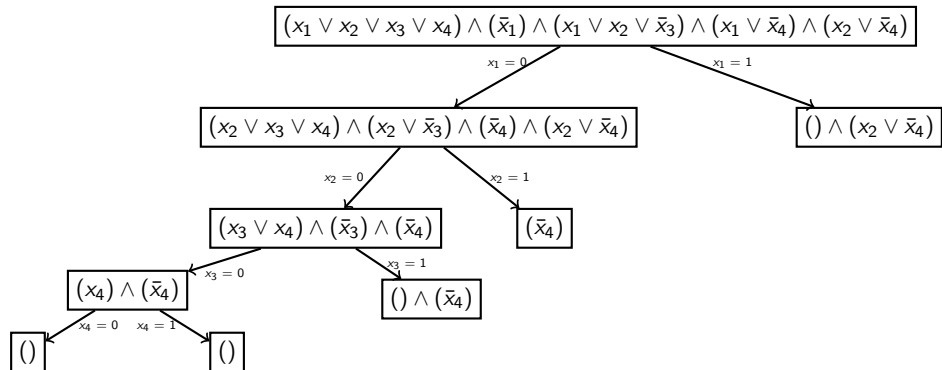 (x₁ ∨ x₂ ∨ x₃ ∨ x₄) ∧ (x̄₁) ∧ (x₁ ∨ x₂ ∨ x̄₃) ∧ (x₁ ∨ x̄₄) ∧ (x₂ ∨ x̄₄)
x₁ = 0
x₁ = 1
(x₂ ∨ x₃ ∨ x₄) ∧ (x₂ ∨ x̄₃) ∧ (x̄₄) ∧ (x₂ ∨ x̄₄)
() ∧ (x₂ ∨ x̄₄)
x₂ = 0
x₂ = 1
(x₃ ∨ x₄) ∧ (x̄₃) ∧ (x̄₄)
(x̄₄)
x₃ = 0
x₃ = 1
(x₄) ∧ (x̄₄)
() ∧ (x̄₄)
x₄ = 0
x₄ = 1
()
()